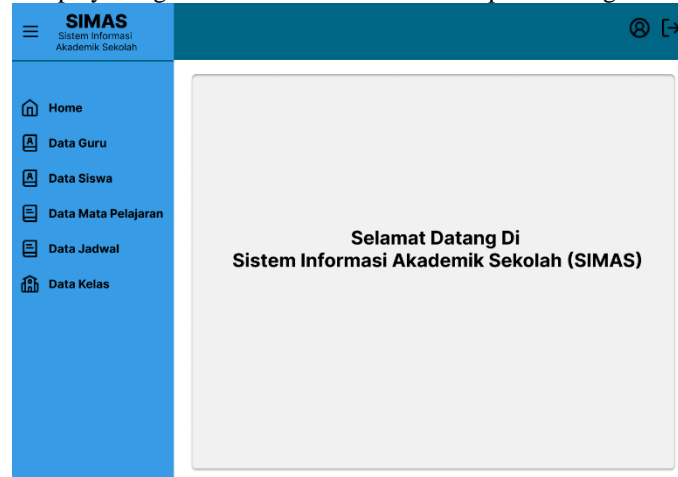 SIMAS
Sistem Informasi
Akademik Sekolah
Home
Data Guru
Data Siswa
Data Mata Pelajaran
Data Jadwal
Data Kelas
Selamat Datang Di
Sistem Informasi Akademik Sekolah (SIMAS)